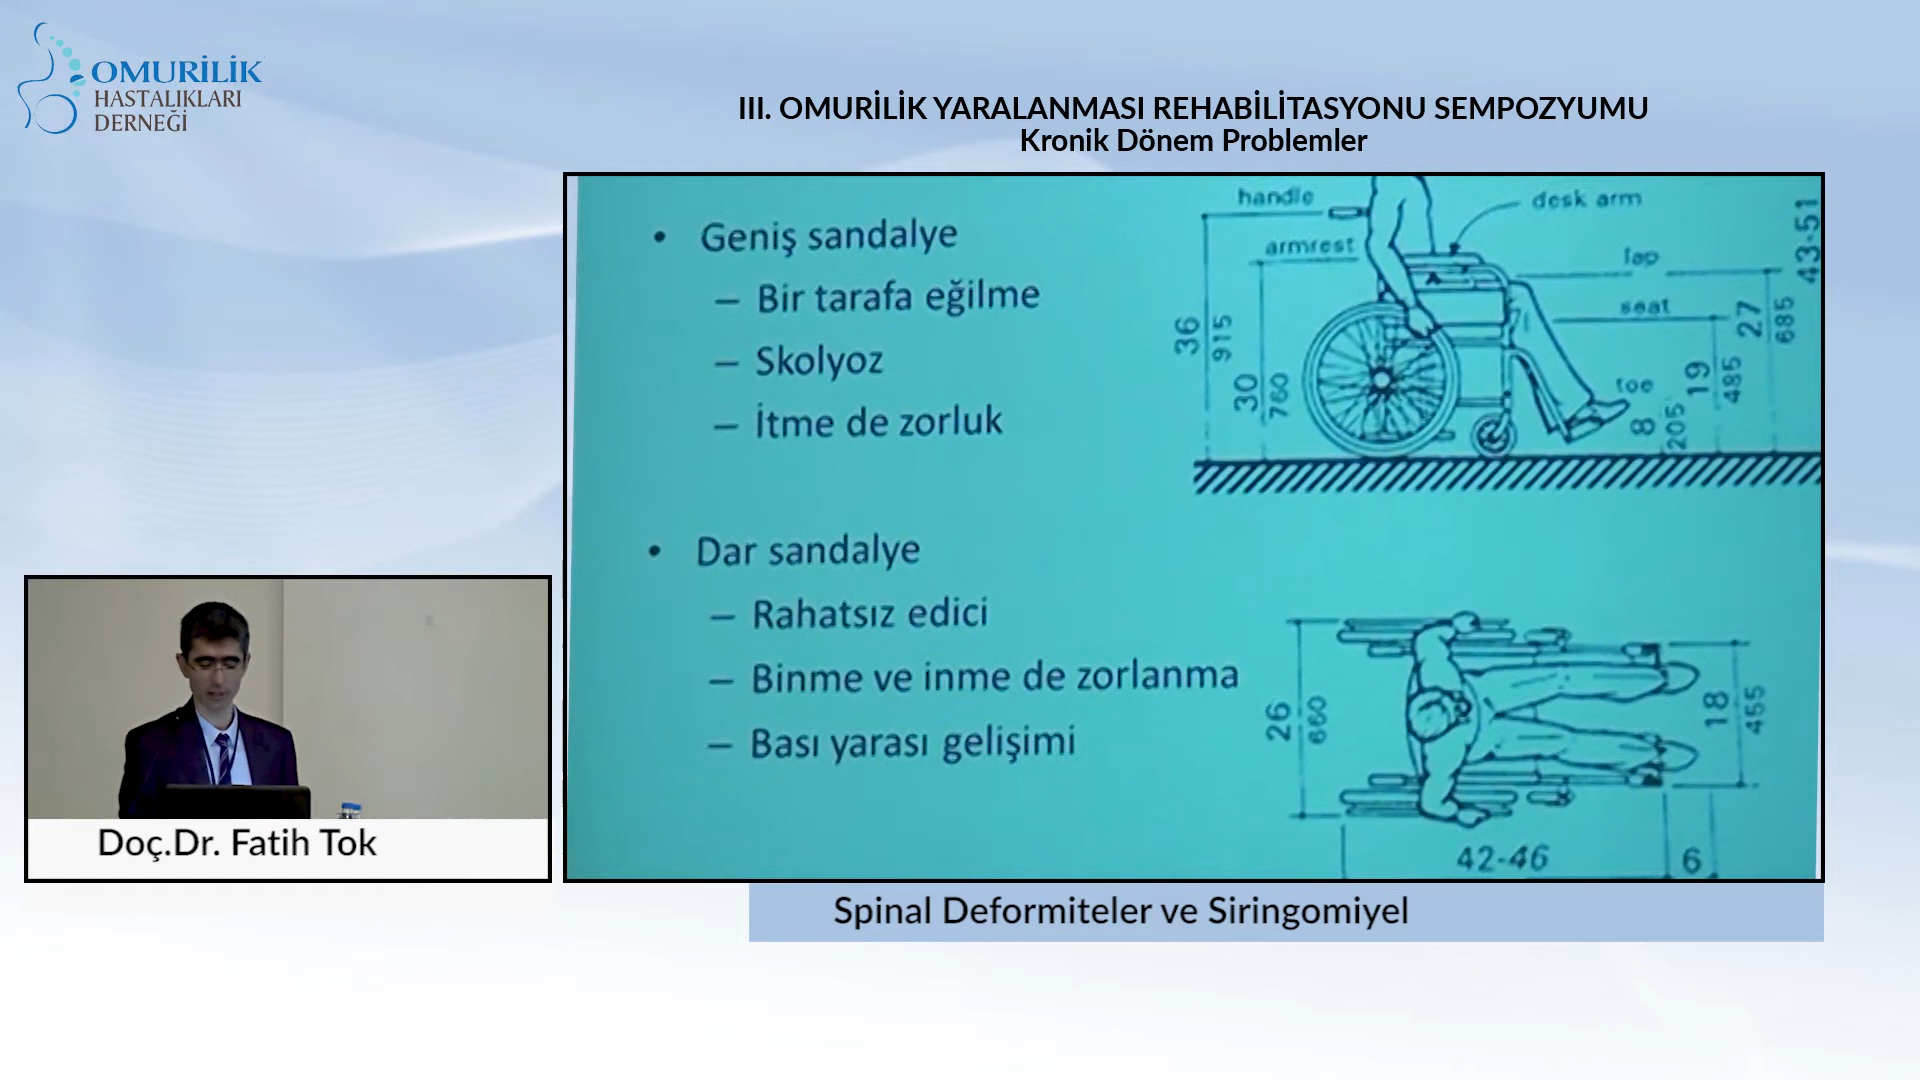 OMURİLİK
HASTALIKLARI
DERNEĞİ
III. OMURİLİK YARALANMASI REHABİLİTASYONU SEMPOZYUMU
Kronik Dönem Problemler
• Geniş sandalye
– Bir tarafa eğilme
– Skolyoz
– İtme de zorluk
• Dar sandalye
– Rahatsız edici
– Binme ve inme de zorlanma
– Bası yarası gelişimi
handle
desk arm
armrest
lap
seat
toe
36
915
30
760
8
205
19
485
27
685
43-51
26
660
18
455
42-46
6
Doç.Dr. Fatih Tok
Spinal Deformiteler ve Siringomiyel